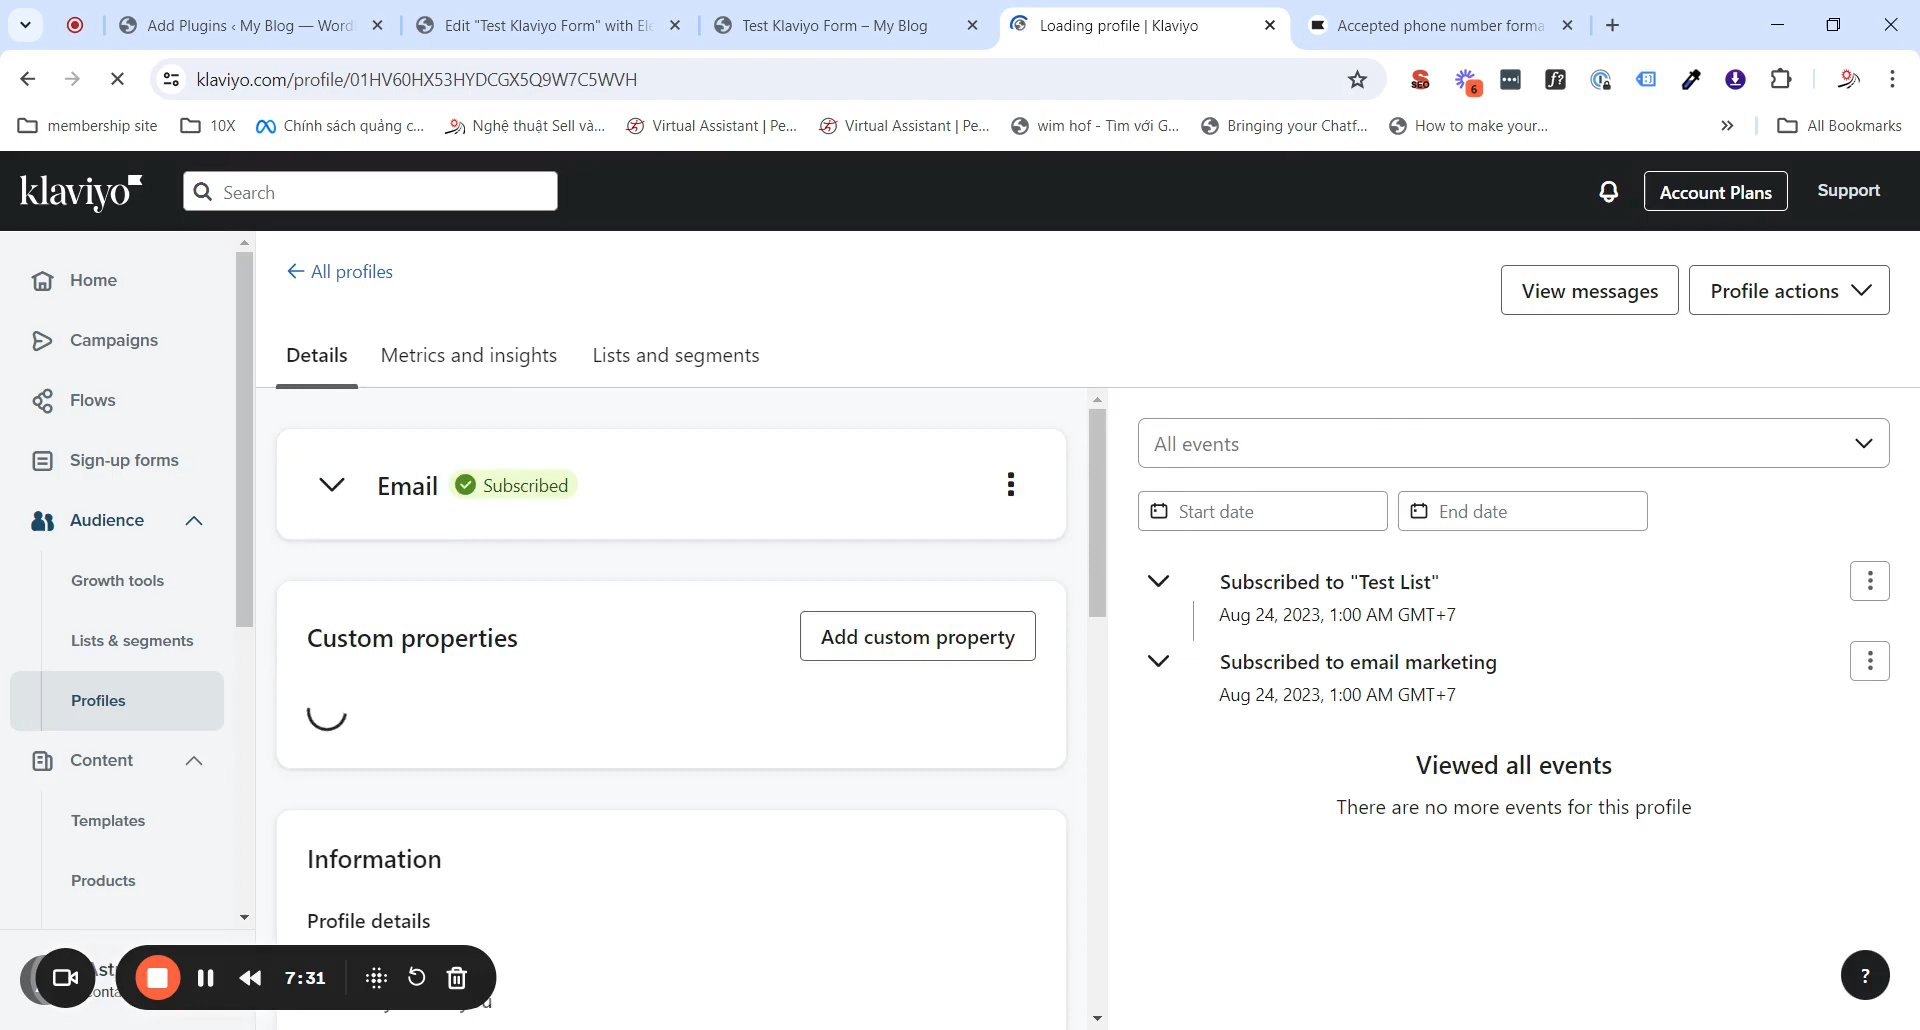 Add Plugins ‹ My Blog — Word
Edit "Test Klaviyo Form" with Ele
Test Klaviyo Form – My Blog
Loading profile | Klaviyo
Accepted phone number forma
klaviyo.com/profile/01HV60HX53HYDCGX5Q9W7C5WVH
SEO
6
f?
membership site
10X
Chính sách quảng c...
Nghệ thuật Sell và...
Virtual Assistant | Pe...
Virtual Assistant | Pe...
wim hof - Tìm với G...
Bringing your Chatf...
How to make your...
All Bookmarks
klaviyo
Search
Account Plans
Support
Home
Campaigns
Flows
Sign-up forms
Audience
Growth tools
Lists & segments
Profiles
Content
Templates
Products
← All profiles
View messages
Profile actions
Details
Metrics and insights
Lists and segments
Email
Subscribed
Custom properties
Add custom property
Information
Profile details
All events
Start date
End date
Subscribed to "Test List"
Aug 24, 2023, 1:00 AM GMT+7
Subscribed to email marketing
Aug 24, 2023, 1:00 AM GMT+7
Viewed all events
There are no more events for this profile
7:31
?